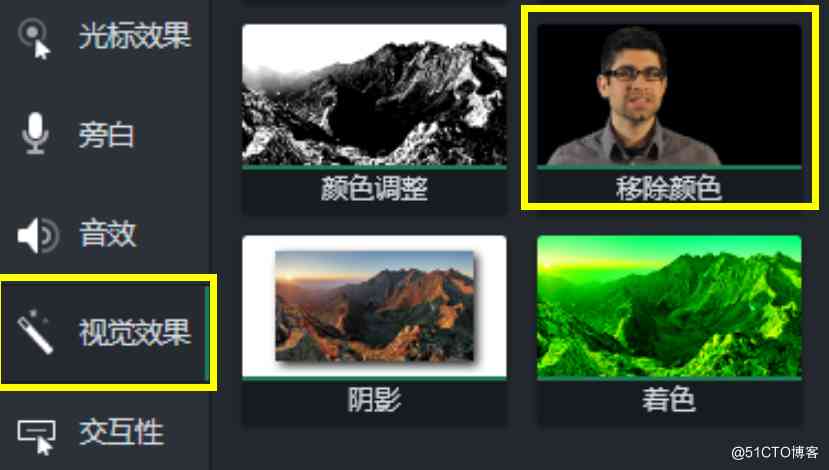 光标效果
旁白
音效
视觉效果
交互性
颜色调整
移除颜色
阴影
着色
@51CTO博客